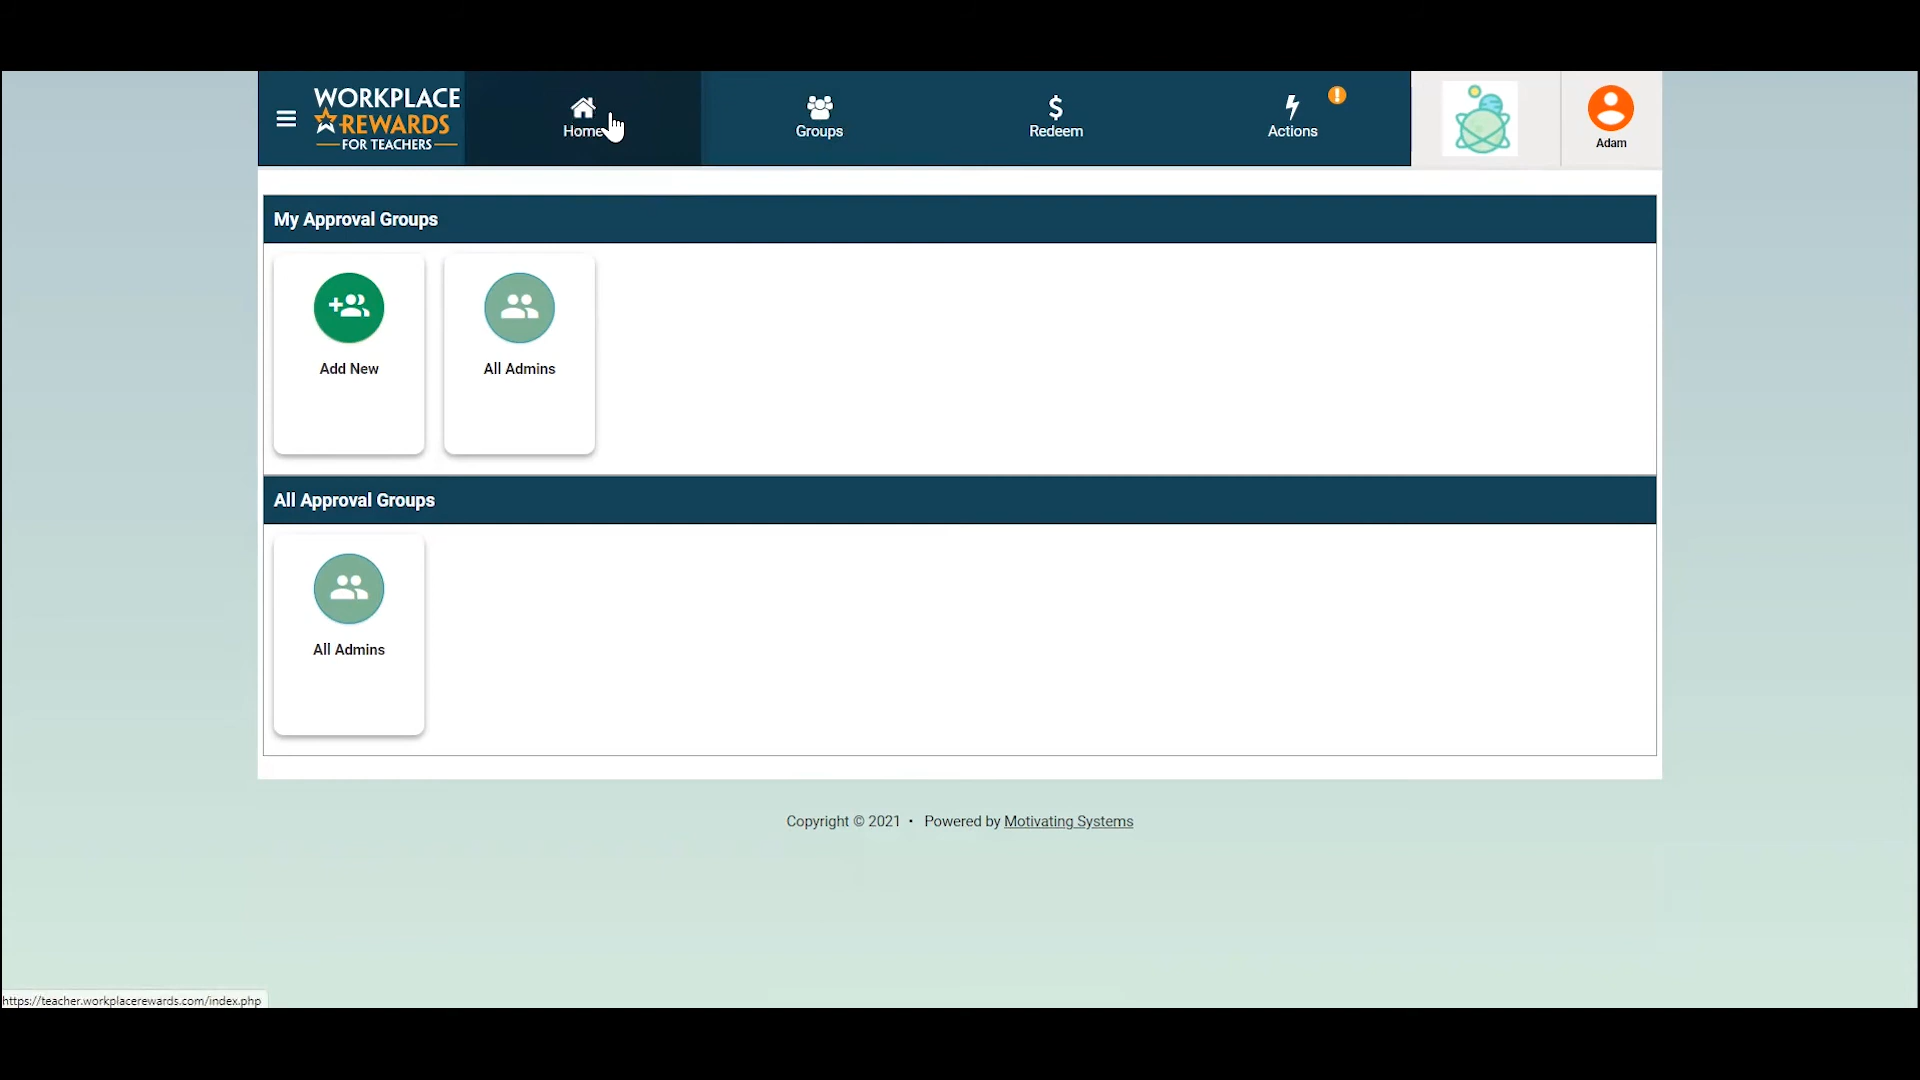 WORKPLACE
REWARDS
FOR TEACHERS
Home
Groups
Redeem
Actions
Adam
My Approval Groups
Add New
All Admins
All Approval Groups
All Admins
Copyright © 2021 • Powered by Motivating Systems
https://teacher.workplacerewards.com/index.php